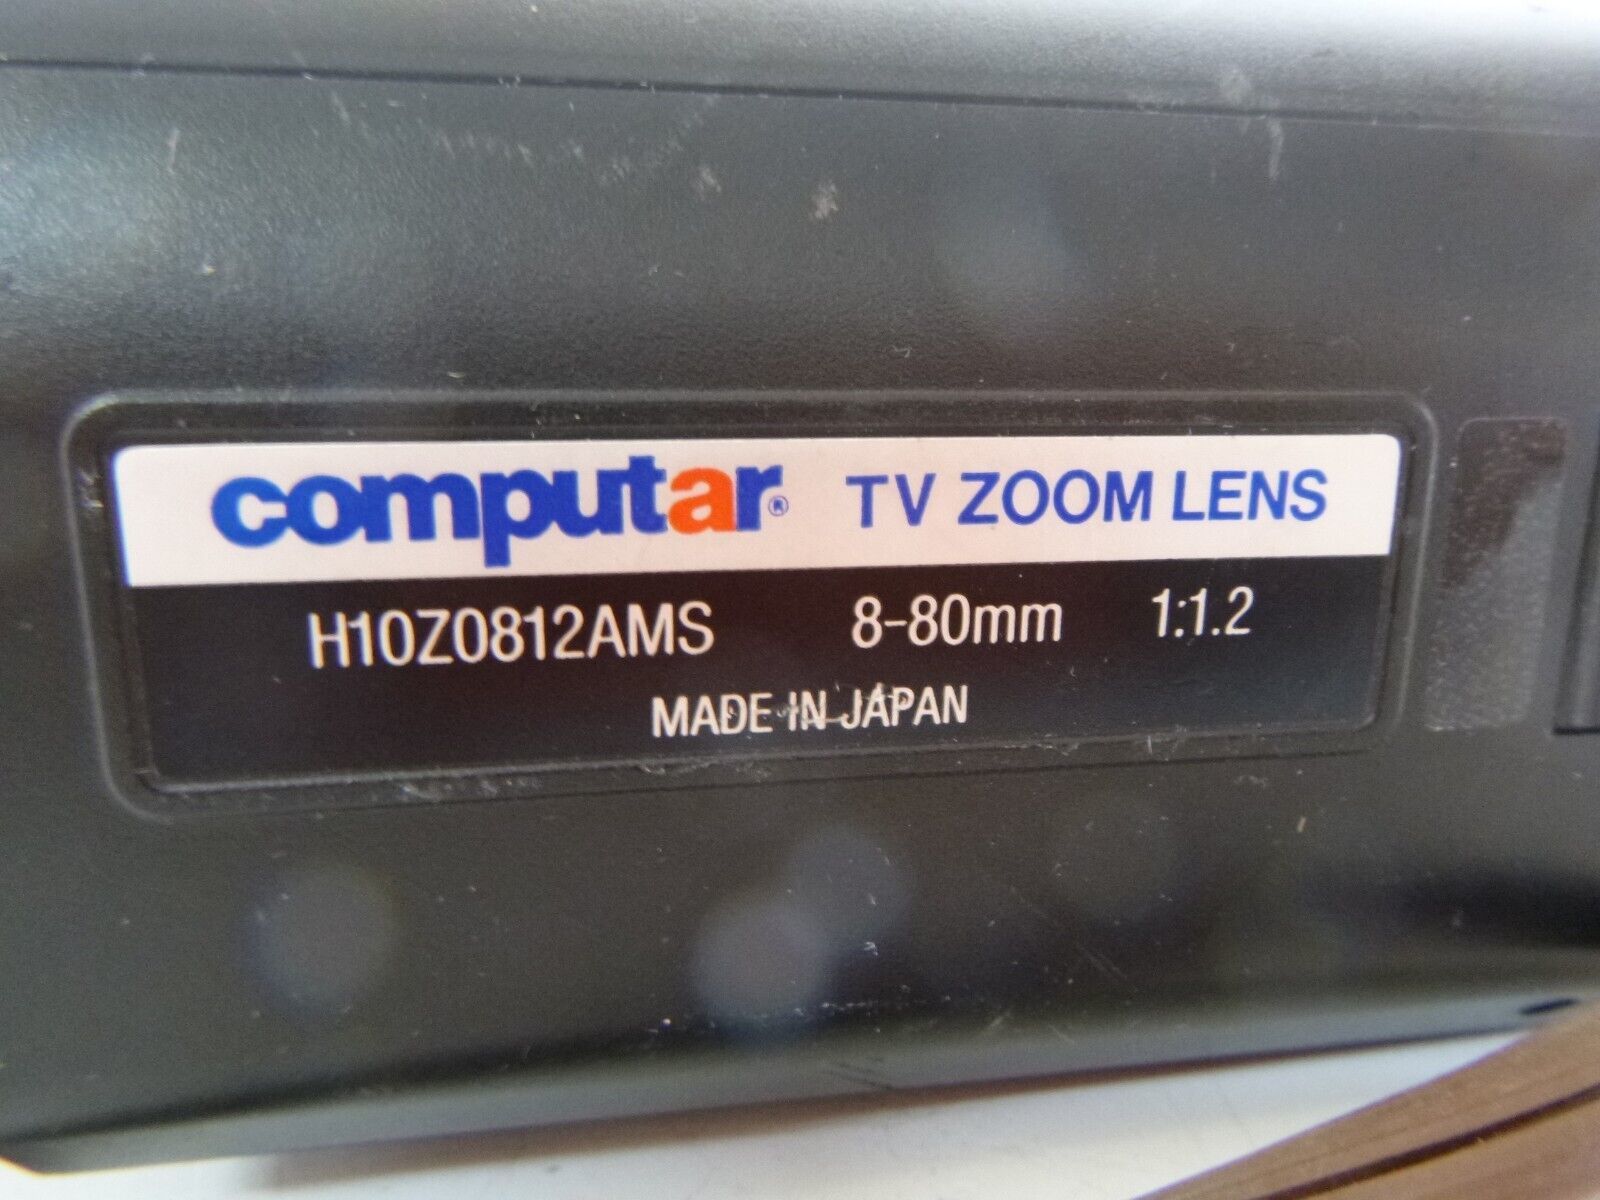 computar® TV ZOOM LENS
H10Z0812AMS 8-80mm 1:1.2
MADE IN JAPAN